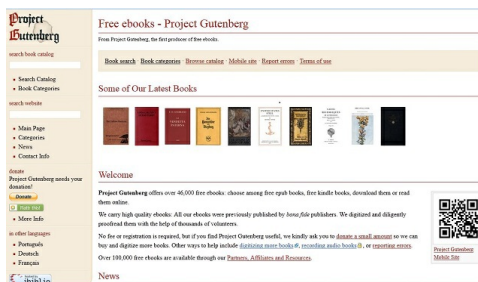 Project
Gutenberg
search book catalog
Search Catalog
Book Categories
search website
Main Page
Categories
News
Contact Info
donate
Project Gutenberg needs your
donation!
Donate
More Info
in other languages
Português
Deutsch
Français
ibiblio
Free ebooks - Project Gutenberg
From Project Gutenberg, the first producer of free ebooks.
Book search · Book categories · Browse catalog · Mobile site · Report errors · Terms of use
Some of Our Latest Books
Welcome
Project Gutenberg offers over 46,000 free ebooks: choose among free epub books, free kindle books, download them or read
them online.
We carry high quality ebooks: All our ebooks were previously published by bona fide publishers. We digitized and diligently
proofread them with the help of thousands of volunteers.
No fee or registration is required, but if you find Project Gutenberg useful, we kindly ask you to donate a small amount so we can
buy and digitize more books. Other ways to help include digitizing more books, recording audio books, or reporting errors.
Over 100,000 free ebooks are available through our Partners, Affiliates and Resources.
Project Gutenberg
Mobile Site
News